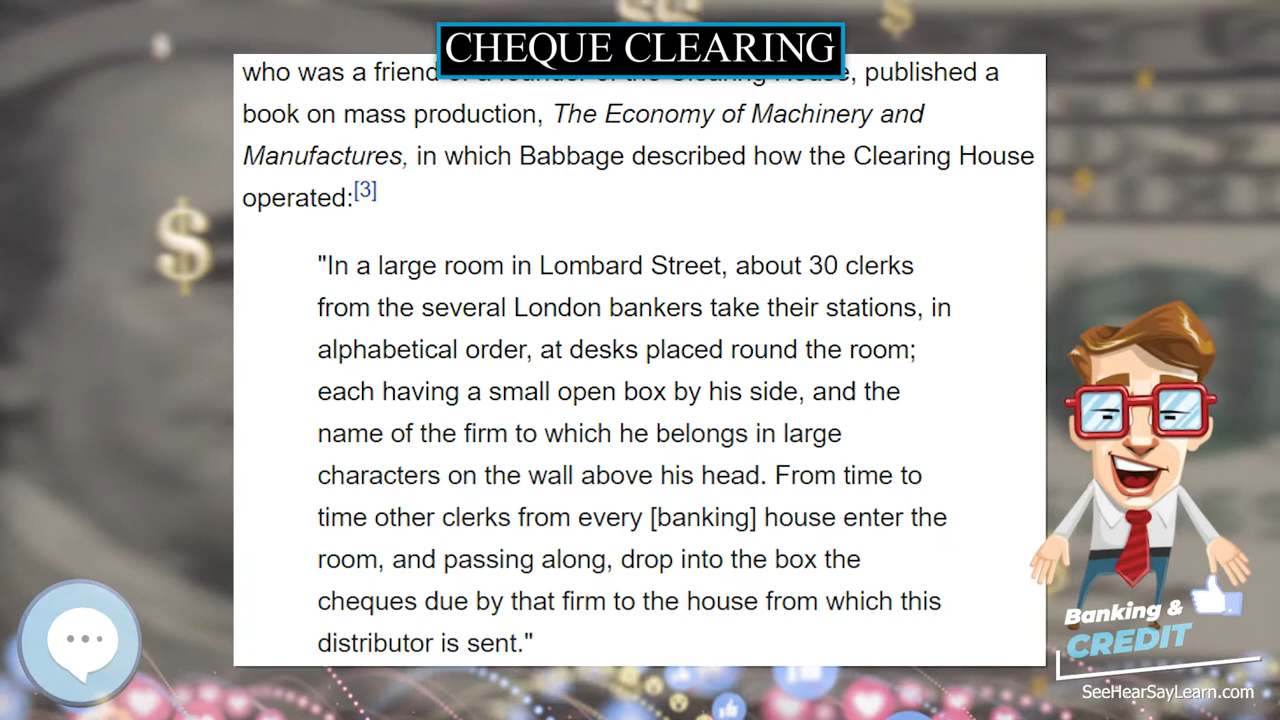 CHEQUE CLEARING
who was a friend of a founder of the Clearing House, published a
book on mass production, The Economy of Machinery and
Manufactures, in which Babbage described how the Clearing House
operated:[3]
"In a large room in Lombard Street, about 30 clerks
from the several London bankers take their stations, in
alphabetical order, at desks placed round the room;
each having a small open box by his side, and the
name of the firm to which he belongs in large
characters on the wall above his head. From time to
time other clerks from every [banking] house enter the
room, and passing along, drop into the box the
cheques due by that firm to the house from which this
distributor is sent."
Banking &
CREDIT
SeeHearSayLearn.com